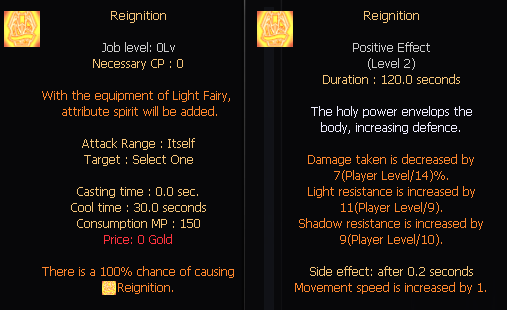 Reignition
Job level: 0Lv
Necessary CP : 0
With the equipment of Light Fairy,
attribute spirit will be added.
Attack Range : Itself
Target : Select One
Casting time : 0.0 sec.
Cool time : 30.0 seconds
Consumption MP : 150
Price: 0 Gold
There is a 100% chance of causing
Reignition.
Reignition
Positive Effect
(Level 2)
Duration : 120.0 seconds
The holy power envelops the
body, increasing defence.
Damage taken is decreased by
7(Player Level/14)%.
Light resistance is increased by
11(Player Level/9).
Shadow resistance is increased by
9(Player Level/10).
Side effect: after 0.2 seconds
Movement speed is increased by 1.